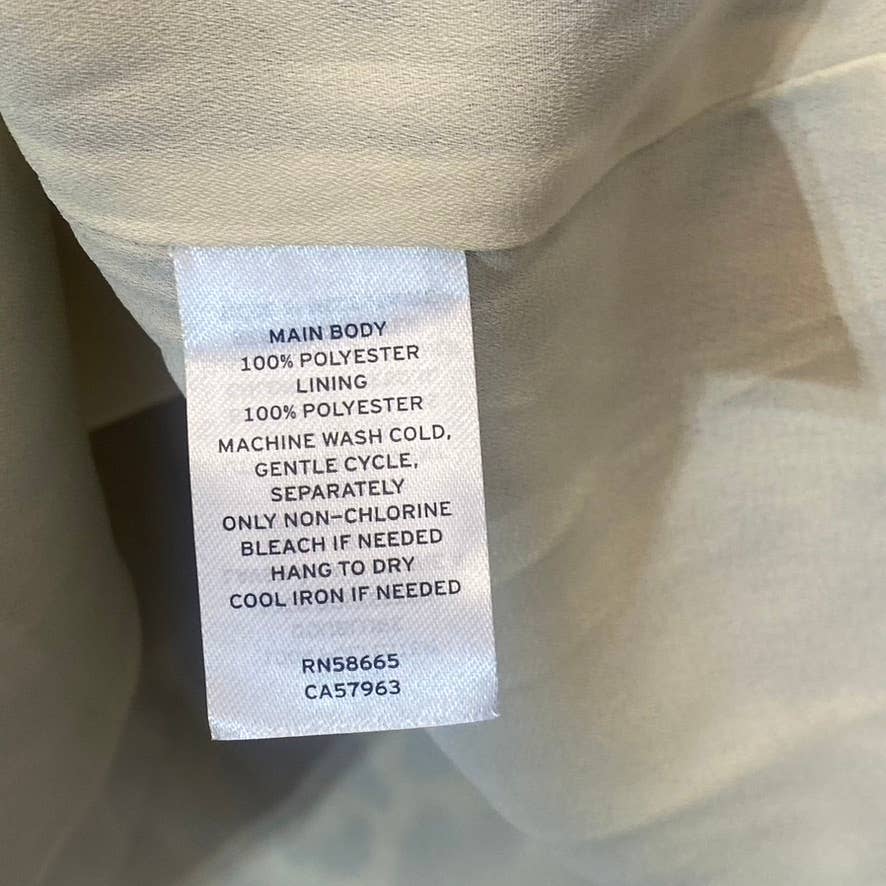 MAIN BODY
100% POLYESTER
LINING
100% POLYESTER
MACHINE WASH COLD,
GENTLE CYCLE,
SEPARATELY
ONLY NON-CHLORINE
BLEACH IF NEEDED
HANG TO DRY
COOL IRON IF NEEDED
RN58665
CA57963